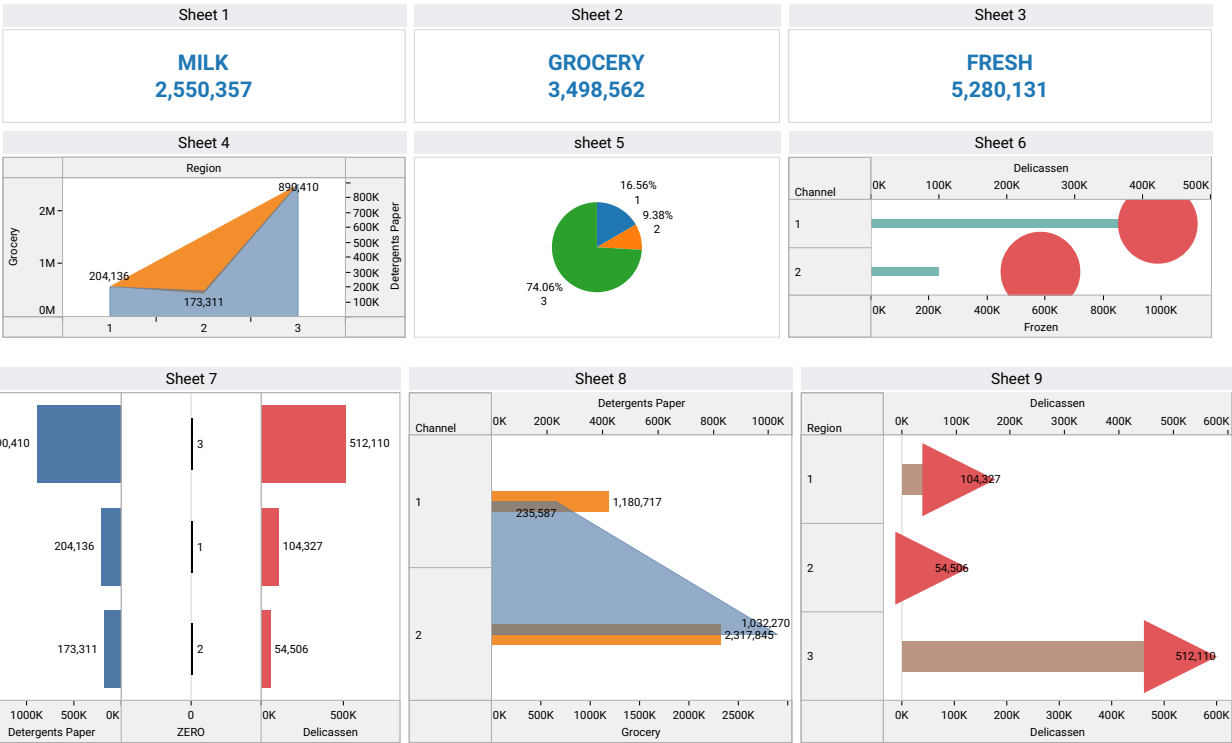 Sheet 1
MILK
2,550,357
Sheet 2
GROCERY
3,498,562
Sheet 3
FRESH
5,280,131
Sheet 4
Region
2M
1M
0M
Grocery
890,410
204,136
173,311
800K
700K
600K
500K
400K
300K
200K
100K
Detergents Paper
1 2 3
sheet 5
16.56%
1
9.38%
2
74.06%
3
Sheet 6
Delicassen
Channel
0K 100K 200K 300K 400K 500K
1
2
0K 200K 400K 600K 800K 1000K
Frozen
Sheet 7
0,410 3 512,110
204,136 1 104,327
173,311 2 54,506
1000K 500K 0K 0 0K 500K
Detergents Paper ZERO Delicassen
Sheet 8
Detergents Paper
Channel
0K 200K 400K 600K 800K 1000K
1
1,180,717
235,587
2
1,032,270
2,317,845
0K 500K 1000K 1500K 2000K 2500K
Grocery
Sheet 9
Delicassen
Region
0K 100K 200K 300K 400K 500K 600K
1 104,327
2 54,506
3 512,110
0K 100K 200K 300K 400K 500K 600K
Delicassen